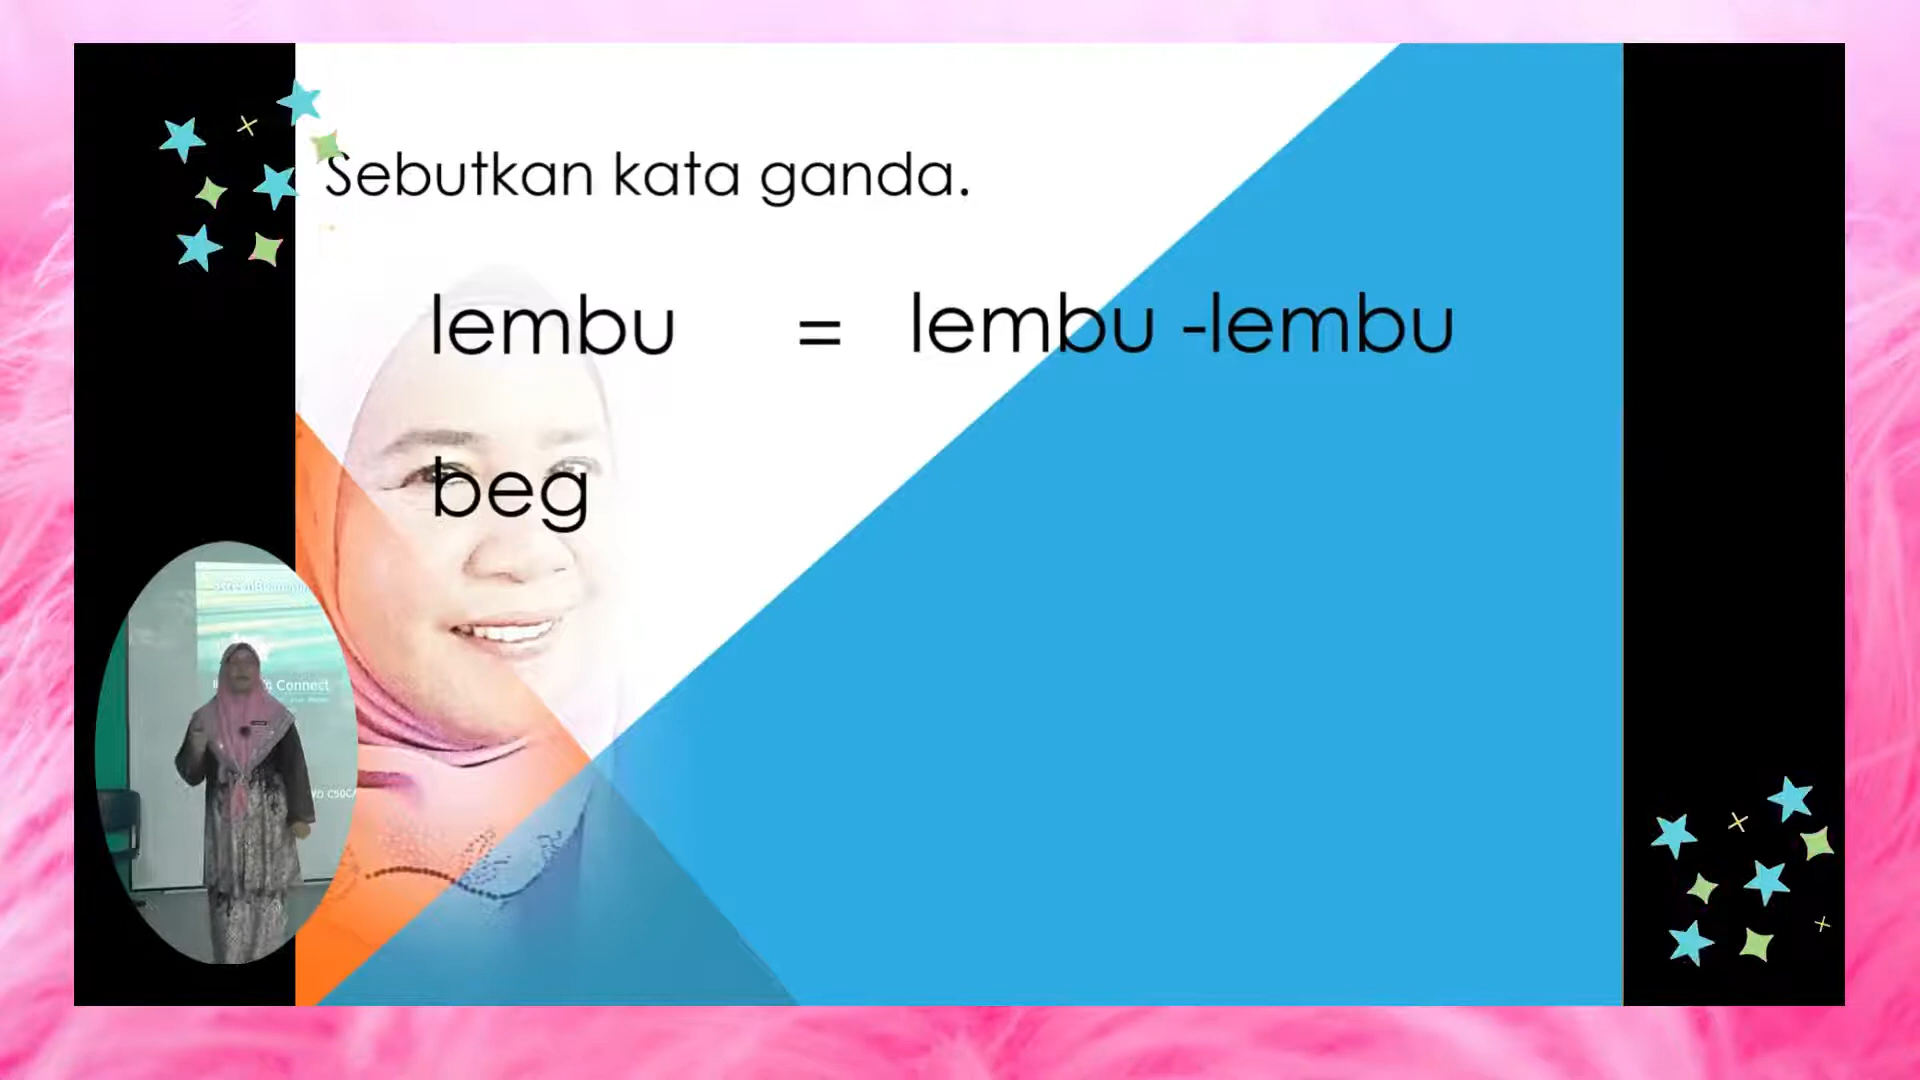 Sebutkan kata ganda.
lembu = lembu -lembu
beg
Connect